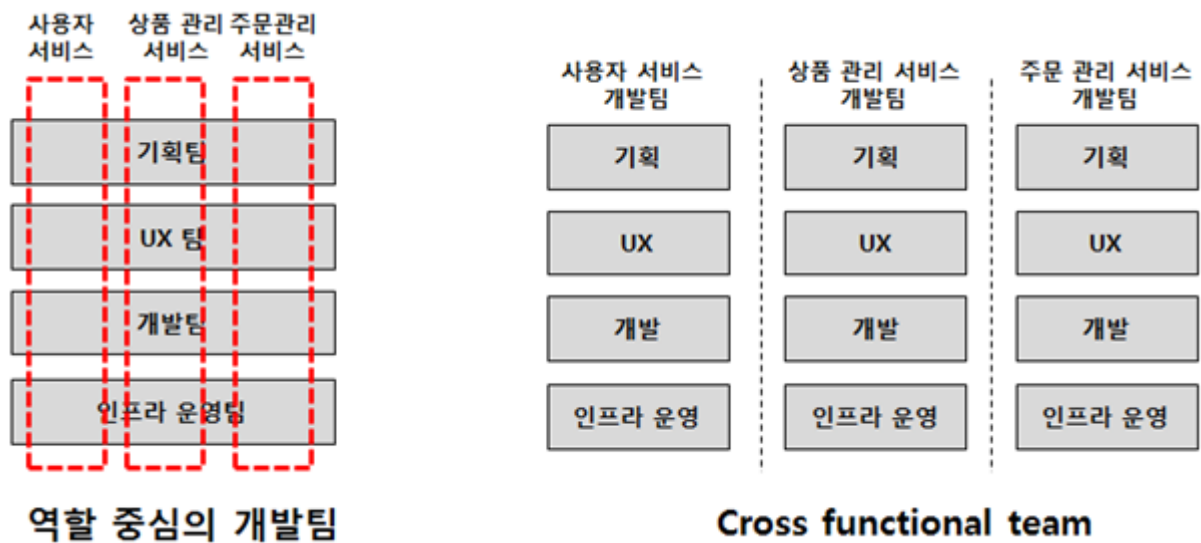 사용자
서비스
상품 관리
서비스
주문관리
서비스
기획팀
UX 팀
개발팀
인프라 운영팀
역할 중심의 개발팀
사용자 서비스
개발팀
기획
UX
개발
인프라 운영
상품 관리 서비스
개발팀
기획
UX
개발
인프라 운영
주문 관리 서비스
개발팀
기획
UX
개발
인프라 운영
Cross functional team